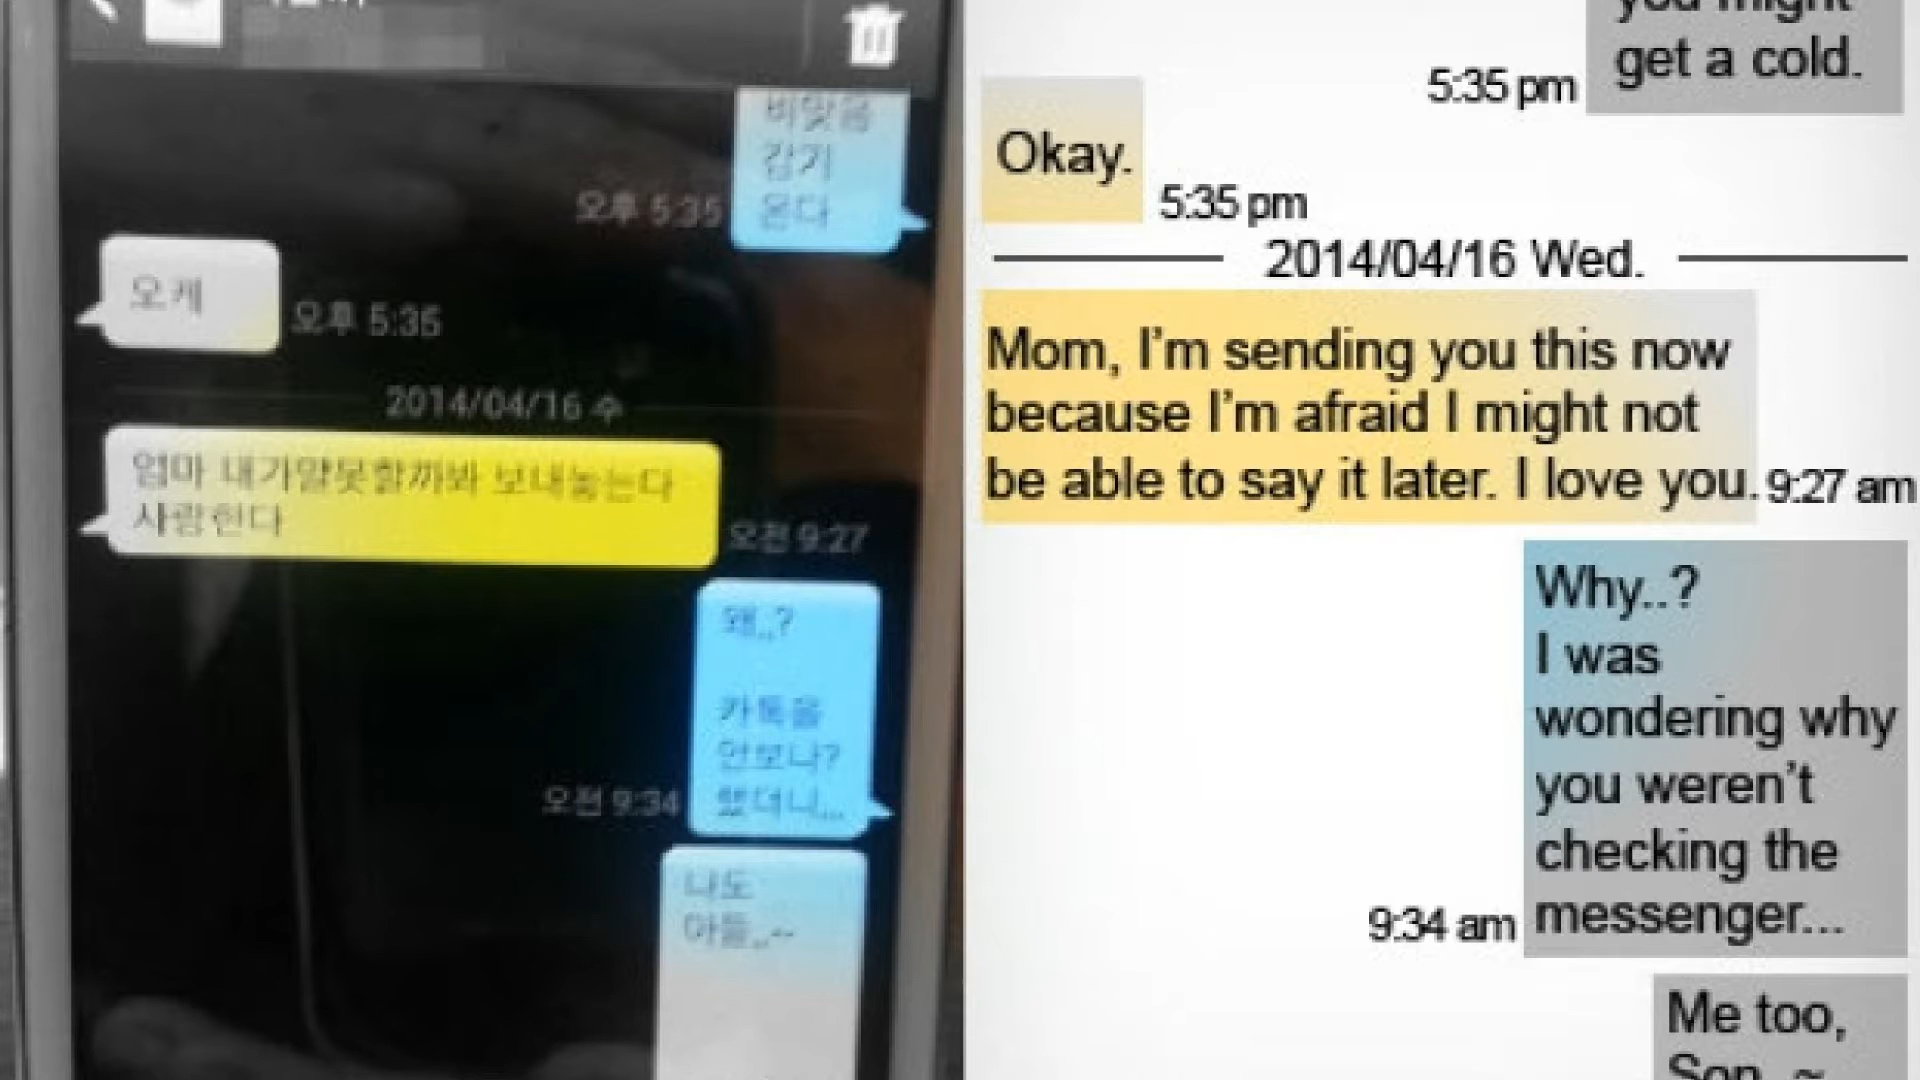 비맞음
감기
온다
오후 5:35
오케
오후 5:35
2014/04/16 수
엄마 내가말못할까봐 보내놓는다
사랑한다
오전 9:27
왜..?
카톡을
안보나?
했더니...
오전 9:34
나도
아들..~
you might
get a cold.
5:35 pm
Okay.
5:35 pm
2014/04/16 Wed.
Mom, I'm sending you this now
because I'm afraid I might not
be able to say it later. I love you.
9:27 am
Why..?
I was
wondering why
you weren't
checking the
messenger...
9:34 am
Me too,
Son..~